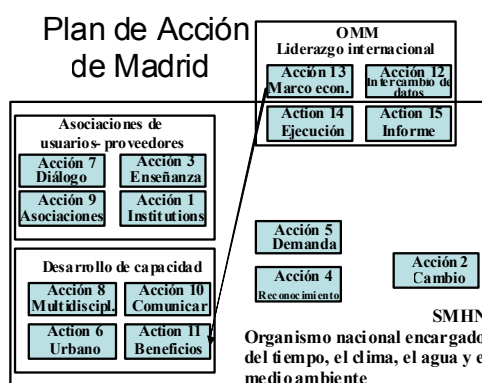 Plan de Acción
de Madrid
OMM
Liderazgo internacional
Acción 13
Marco econ.
Acción 12
Intercambio de
datos
Action 14
Ejecución
Action 15
Informe
Asociaciones de
usuarios- proveedores
Acción 7
Diálogo
Acción 3
Enseñanza
Acción 9
Asociaciones
Acción 1
Institutions
Acción 5
Demanda
Acción 4
Reconocimiento
Acción 2
Cambio
Desarrollo de capacidad
Acción 8
Multidiscipl.
Acción 10
Comunicar
Action 6
Urbano
Action 11
Beneficios
SMHN
Organismo nacional encargado
del tiempo, el clima, el agua y e
medio ambiente